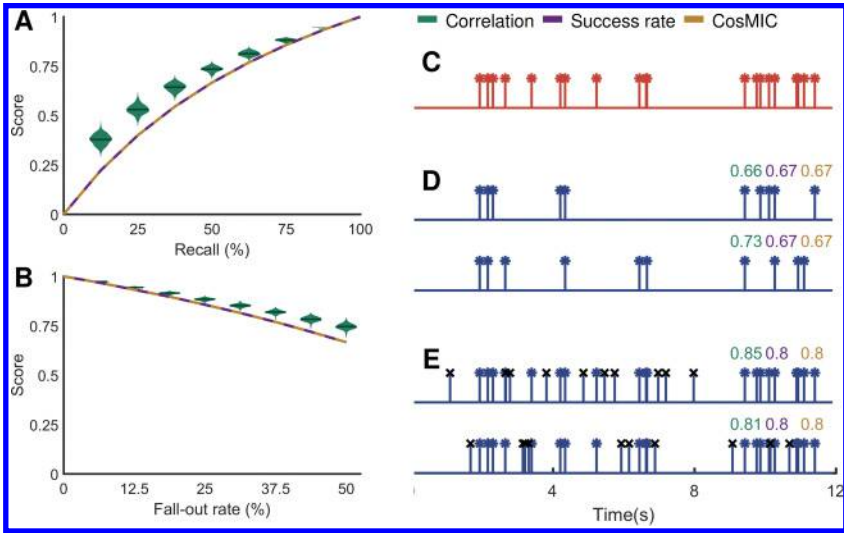 A
1
0.75
0.5
0.25
0
Score
0 25 50 75 100
Recall (%)
B
1
0.75
0.5
0.25
0
Score
0 12.5 25 37.5 50
Fall-out rate (%)
Correlation Success rate CosMIC
C
D
0.66 0.67 0.67
0.73 0.67 0.67
E
0.85 0.8 0.8
0.81 0.8 0.8
4 8 12
Time(s)